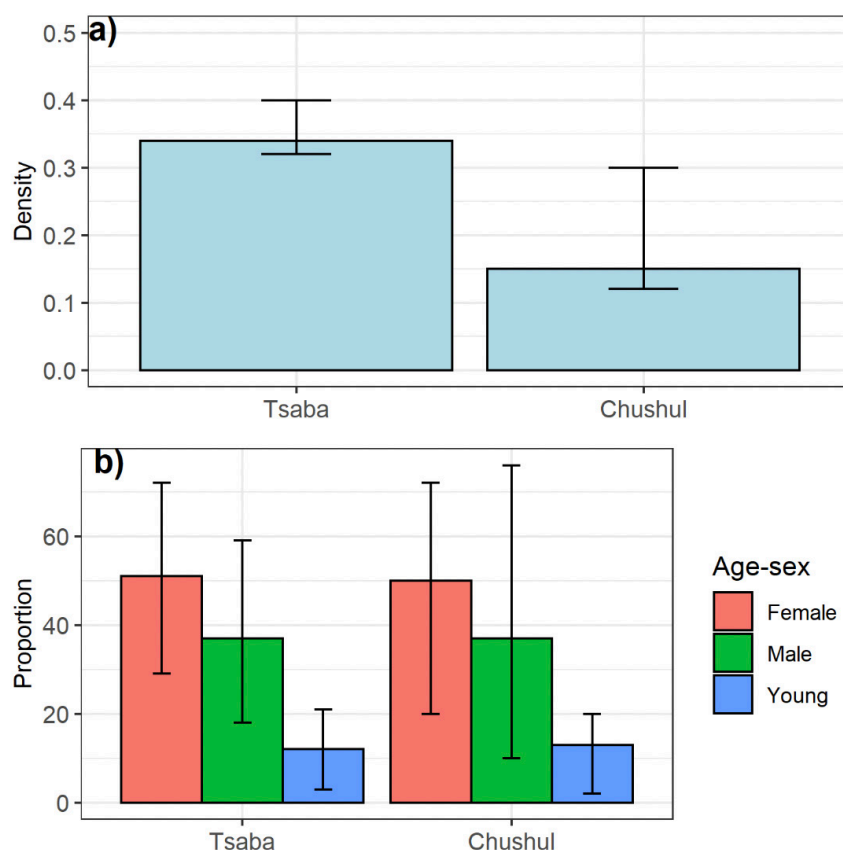 a)
0.5
0.4
0.3
0.2
0.1
0.0
Density
Tsaba Chushul
b)
60
40
20
0
Proportion
Tsaba Chushul
Age-sex
Female
Male
Young